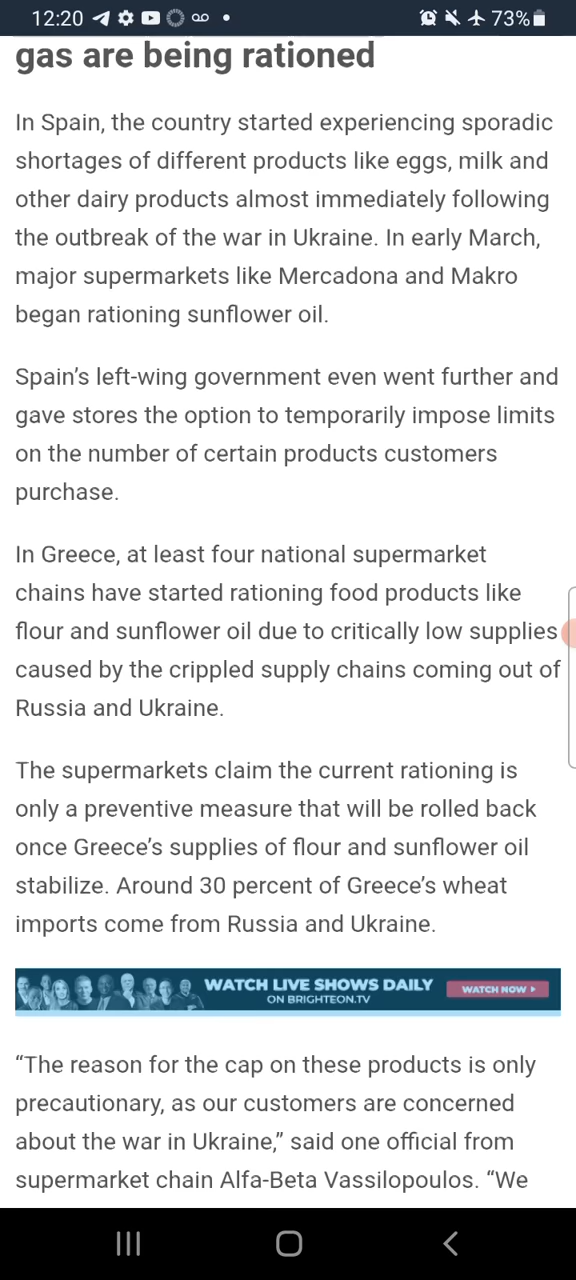 12:20 73%
gas are being rationed
In Spain, the country started experiencing sporadic
shortages of different products like eggs, milk and
other dairy products almost immediately following
the outbreak of the war in Ukraine. In early March,
major supermarkets like Mercadona and Makro
began rationing sunflower oil.
Spain’s left-wing government even went further and
gave stores the option to temporarily impose limits
on the number of certain products customers
purchase.
In Greece, at least four national supermarket
chains have started rationing food products like
flour and sunflower oil due to critically low supplies
caused by the crippled supply chains coming out of
Russia and Ukraine.
The supermarkets claim the current rationing is
only a preventive measure that will be rolled back
once Greece’s supplies of flour and sunflower oil
stabilize. Around 30 percent of Greece’s wheat
imports come from Russia and Ukraine.
WATCH LIVE SHOWS DAILY
ON BRIGHTEON.TV
WATCH NOW
“The reason for the cap on these products is only
precautionary, as our customers are concerned
about the war in Ukraine,” said one official from
supermarket chain Alfa-Beta Vassilopoulos. “We